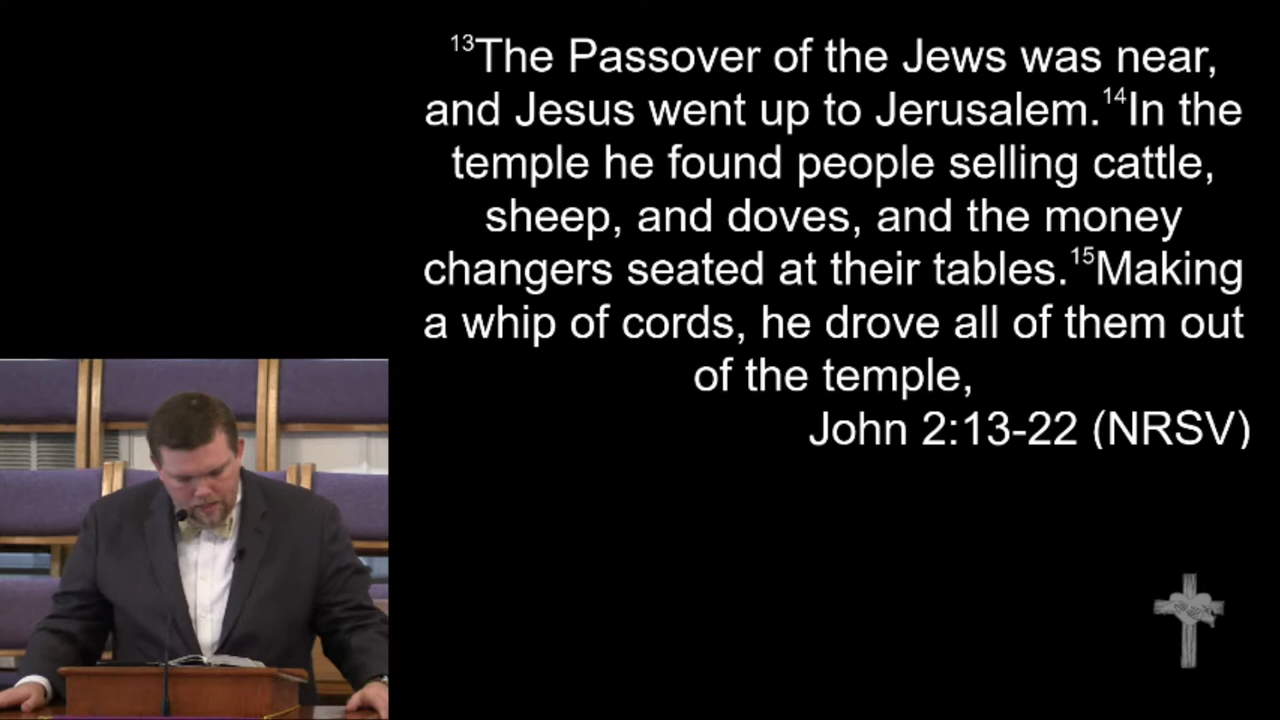 ¹³The Passover of the Jews was near,
and Jesus went up to Jerusalem.¹⁴In the
temple he found people selling cattle,
sheep, and doves, and the money
changers seated at their tables.¹⁵Making
a whip of cords, he drove all of them out
of the temple,
John 2:13-22 (NRSV)